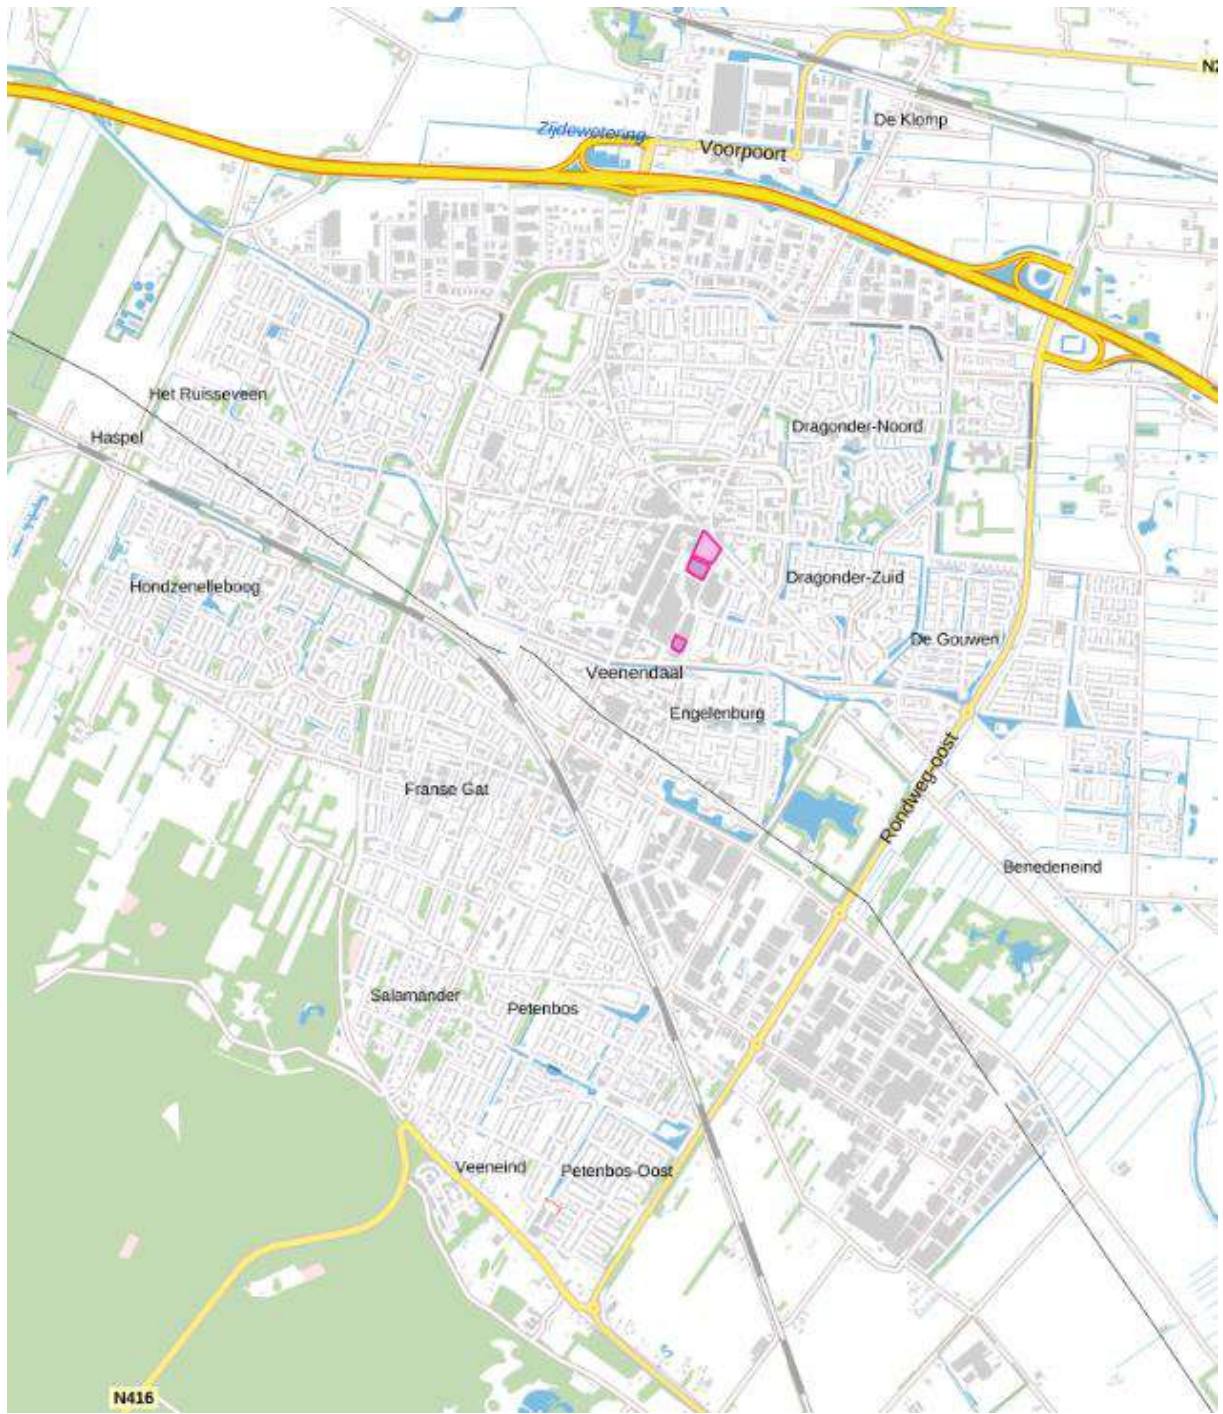 N2
De Klomp
Zijdewetering
Voorpoort
Het Ruisseveen
Haspel
Dragonder-Noord
Hondzenelleboog
Dragonder-Zuid
De Gouwen
Veenendaal
Engelenburg
Franse Gat
Rondweg-oost
Benedeneind
Salamander
Petenbos
Veeneind
Petenbos-Oost
N416